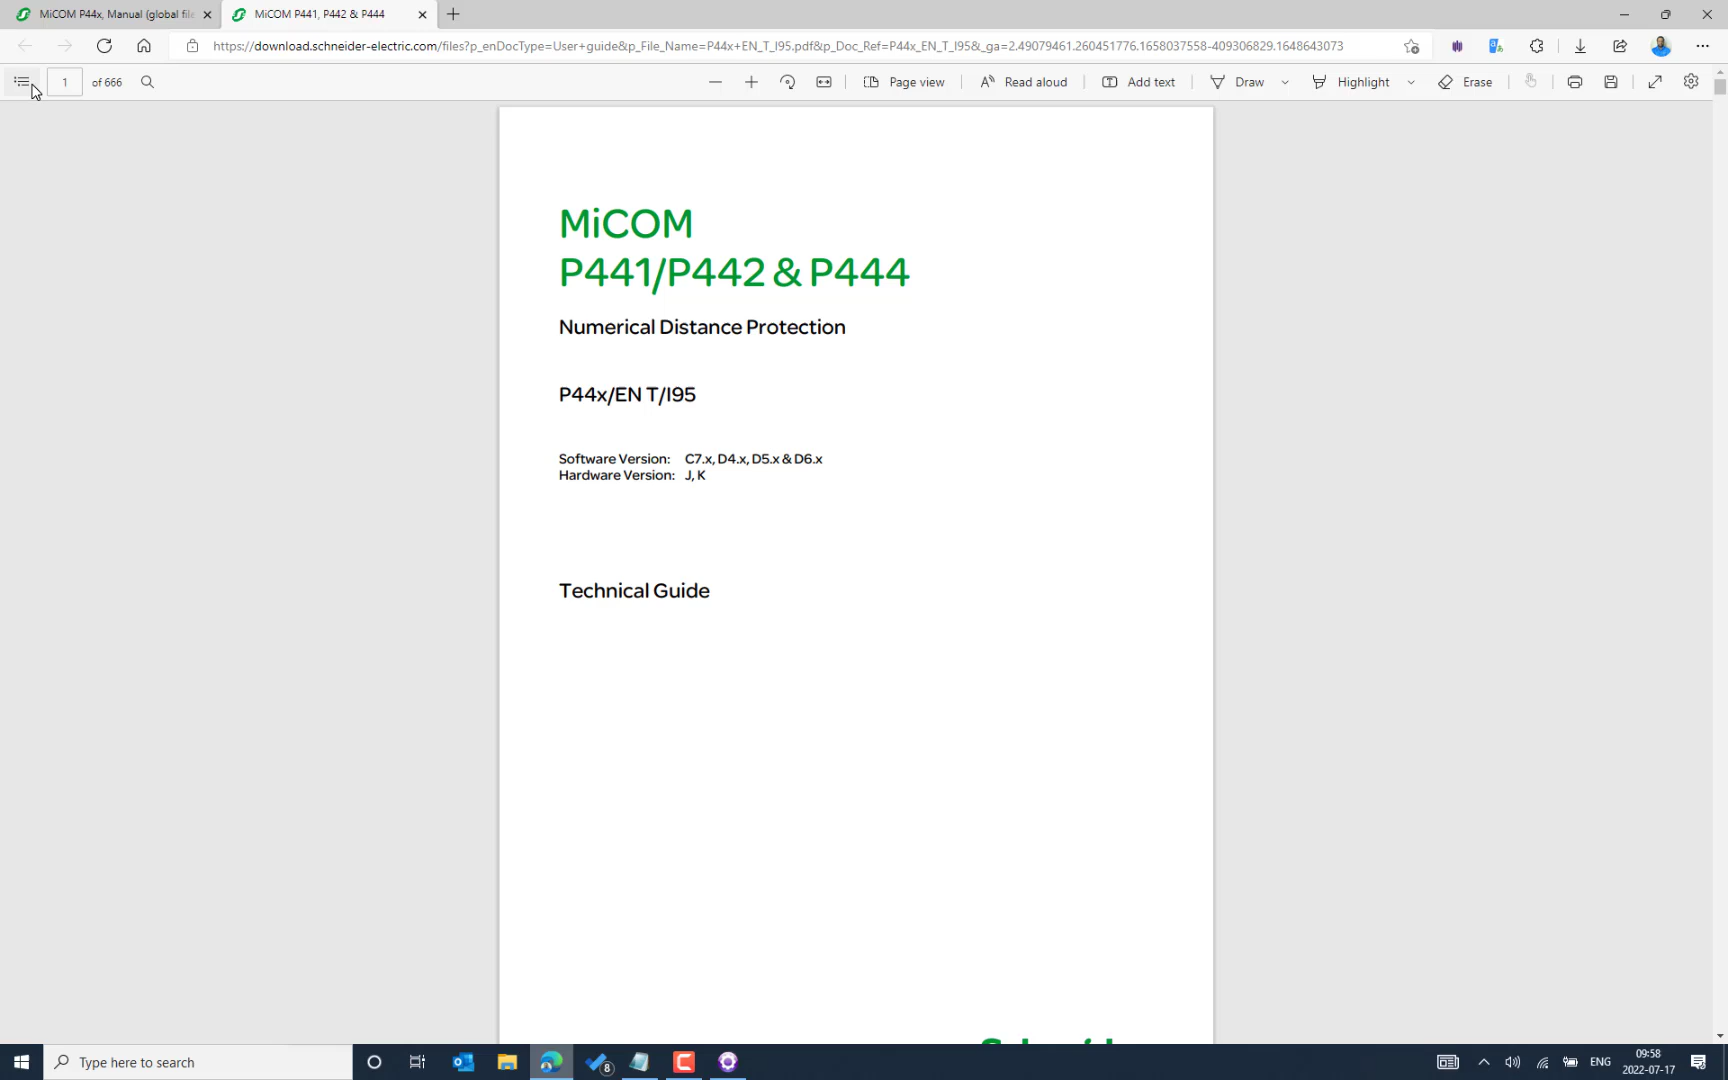 MiCOM P44x, Manual (global file
MiCOM P441, P442 & P444
https://download.schneider-electric.com/files?p_enDocType=User+guide&p_File_Name=P44x+EN_T_I95.pdf&p_Doc_Ref=P44x_EN_T_I95&_ga=2.49079461.260451776.1658037558-409306829.1648643073
1 of 666
Page view
Read aloud
Add text
Draw
Highlight
Erase
MiCOM
P441/P442 & P444
Numerical Distance Protection
P44x/EN T/I95
Software Version: C7.x, D4.x, D5.x & D6.x
Hardware Version: J, K
Technical Guide
Type here to search
8
ENG
09:58
2022-07-17